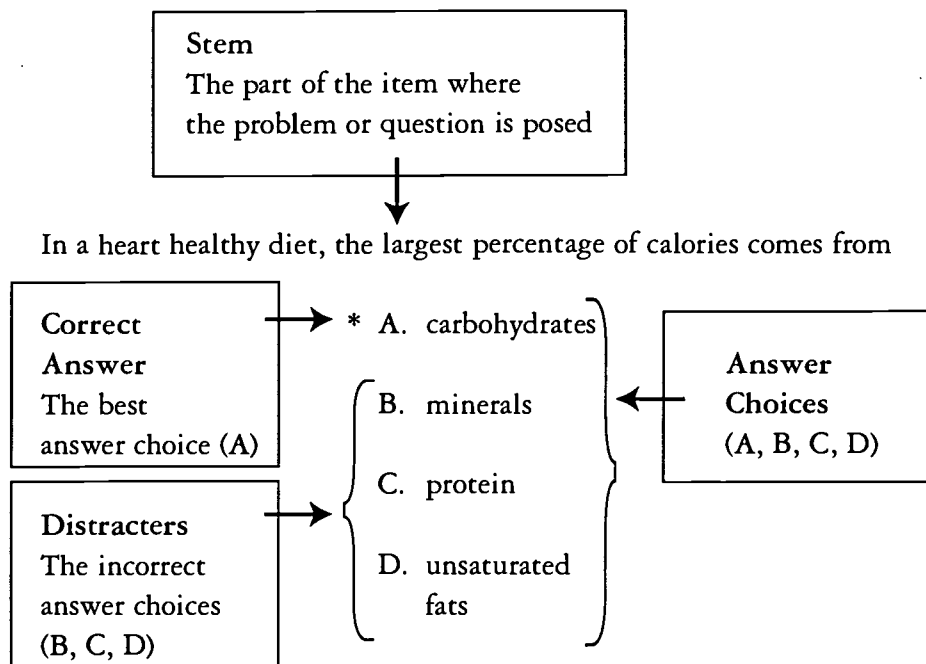 Stem
The part of the item where
the problem or question is posed
In a heart healthy diet, the largest percentage of calories comes from
Correct
Answer
The best
answer choice (A)
* A. carbohydrates
B. minerals
C. protein
D. unsaturated
fats
Distracters
The incorrect
answer choices
(B, C, D)
Answer
Choices
(A, B, C, D)